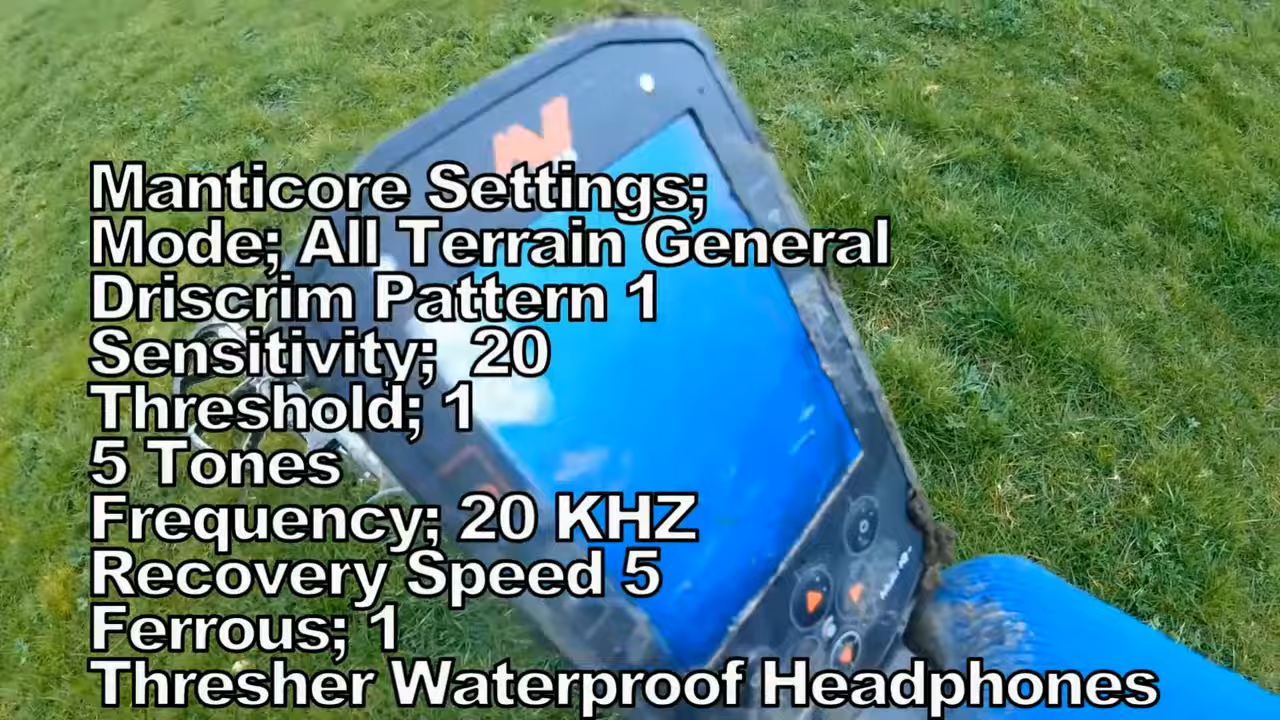 Manticore Settings;
Mode; All Terrain General
Driscrim Pattern 1
Sensitivity;  20
Threshold; 1
5 Tones
Frequency; 20 KHZ
Recovery Speed 5
Ferrous; 1
Thresher Waterproof Headphones